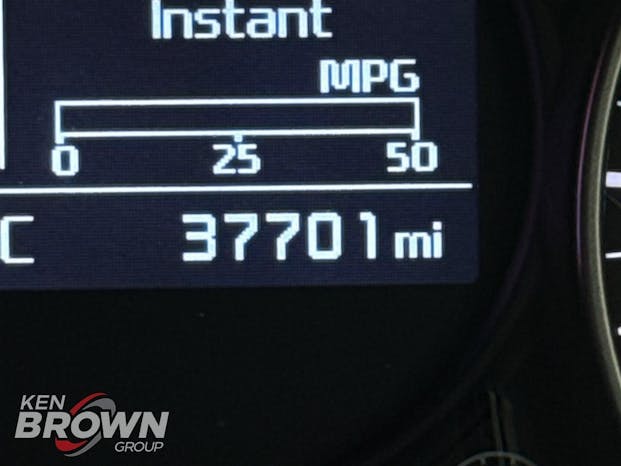 Instant
MPG
0 25 50
C 37701 mi
KEN
BROWN
GROUP